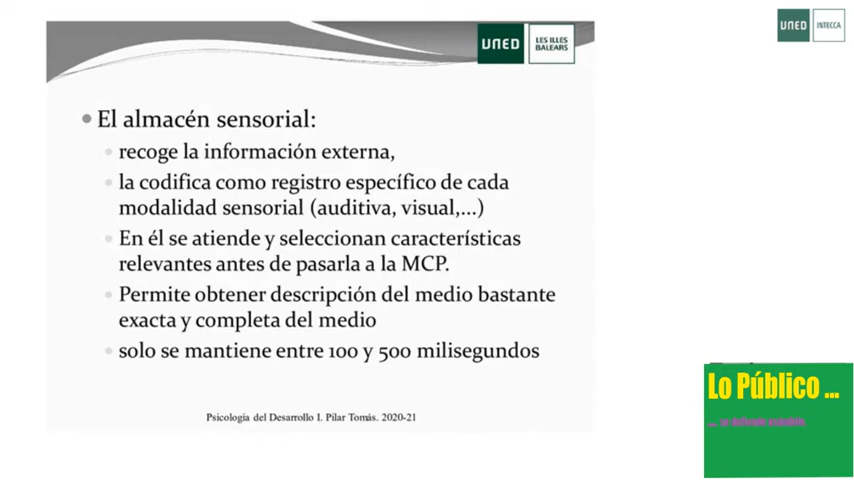 UNED
LES ILLES
BALEARS
UNED
INTECCA
El almacén sensorial:
recoge la información externa,
la codifica como registro específico de cada
modalidad sensorial (auditiva, visual,...)
En él se atiende y seleccionan características
relevantes antes de pasarla a la MCP.
Permite obtener descripción del medio bastante
exacta y completa del medio
solo se mantiene entre 100 y 500 milisegundos
Psicología del Desarrollo I. Pilar Tomás. 2020-21
Lo Público ...